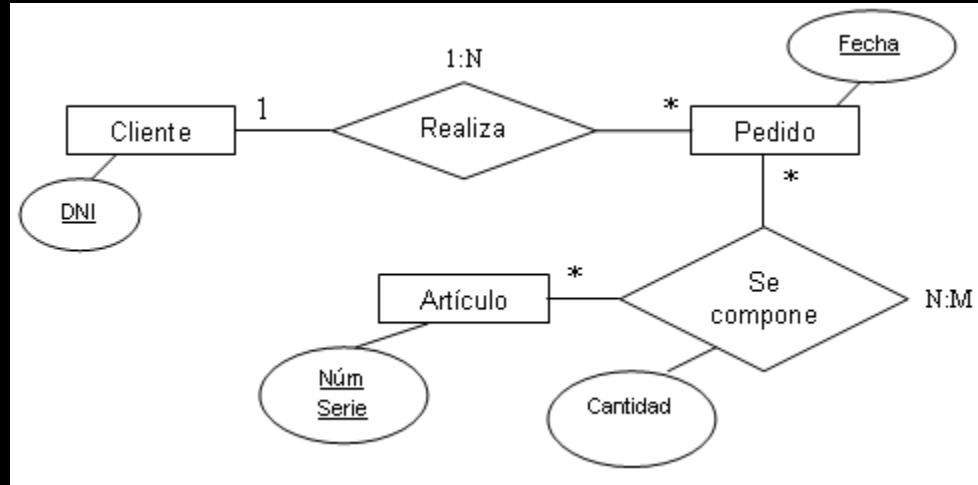 Fecha
1:N
Cliente
1
Realiza
*
Pedido
*
DNI
Artículo
*
Se
compone
N:M
Núm
Serie
Cantidad